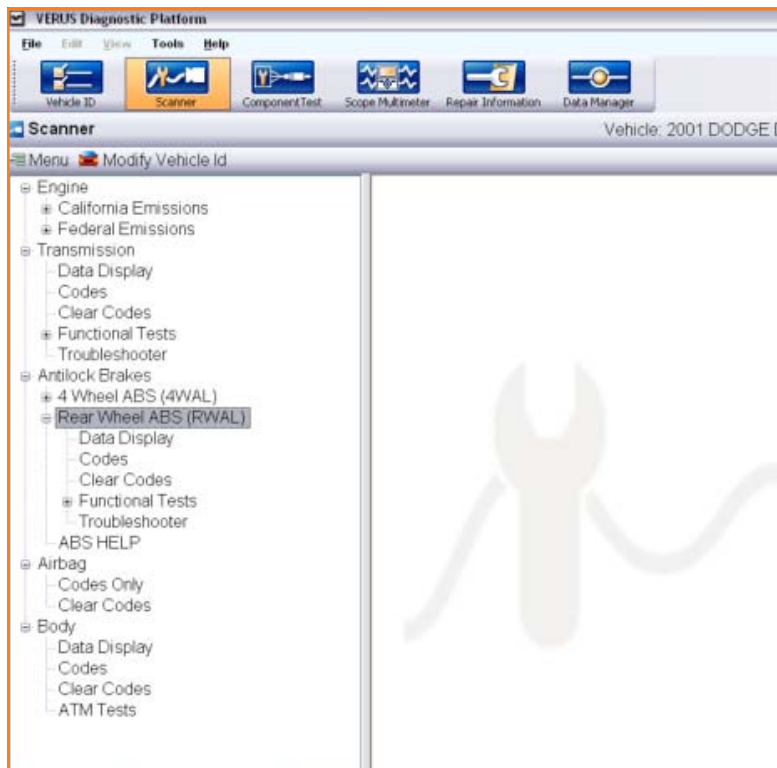 VERUS Diagnostic Platform
File Edit View Tools Help
Vehicle ID Scanner Component Test Scope Multimeter Repair Information Data Manager
Scanner Vehicle: 2001 DODGE
Menu Modify Vehicle Id
Engine
California Emissions
Federal Emissions
Transmission
Data Display
Codes
Clear Codes
Functional Tests
Troubleshooter
Antilock Brakes
4 Wheel ABS (4WAL)
Rear Wheel ABS (RWAL)
Data Display
Codes
Clear Codes
Functional Tests
Troubleshooter
ABS HELP
Airbag
Codes Only
Clear Codes
Body
Data Display
Codes
Clear Codes
ATM Tests